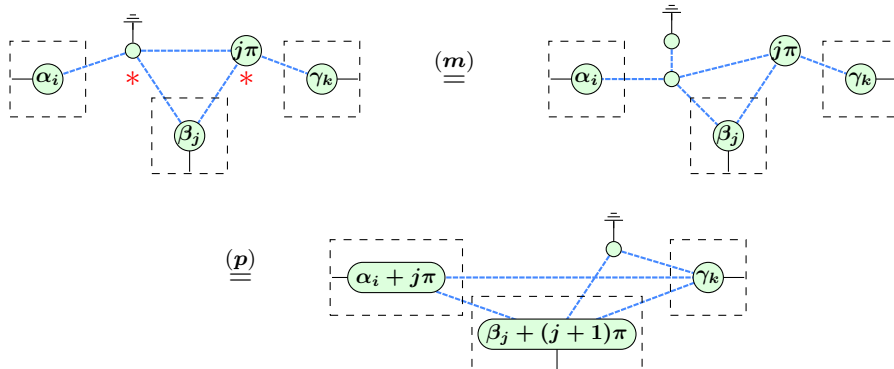 α_i * jπ * γ_k β_j (m) = α_i jπ γ_k β_j
(p) = α_i + jπ γ_k β_j + (j + 1)π